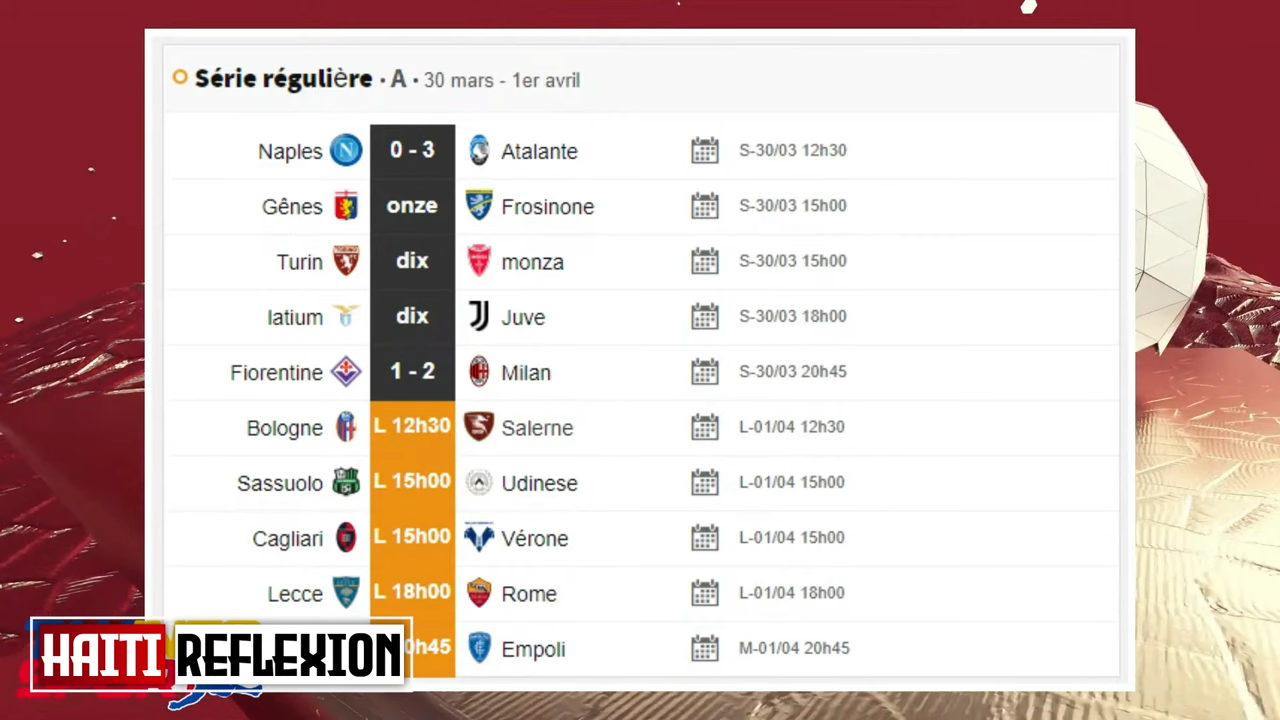 Série régulière · A · 30 mars - 1er avril
Naples 0 - 3 Atalante S-30/03 12h30
Gênes onze Frosinone S-30/03 15h00
Turin dix monza S-30/03 15h00
latium dix Juve S-30/03 18h00
Fiorentine 1 - 2 Milan S-30/03 20h45
Bologne L 12h30 Salerne L-01/04 12h30
Sassuolo L 15h00 Udinese L-01/04 15h00
Cagliari L 15h00 Vérone L-01/04 15h00
Lecce L 18h00 Rome L-01/04 18h00
0h45 Empoli M-01/04 20h45
HAITI REFLEXION